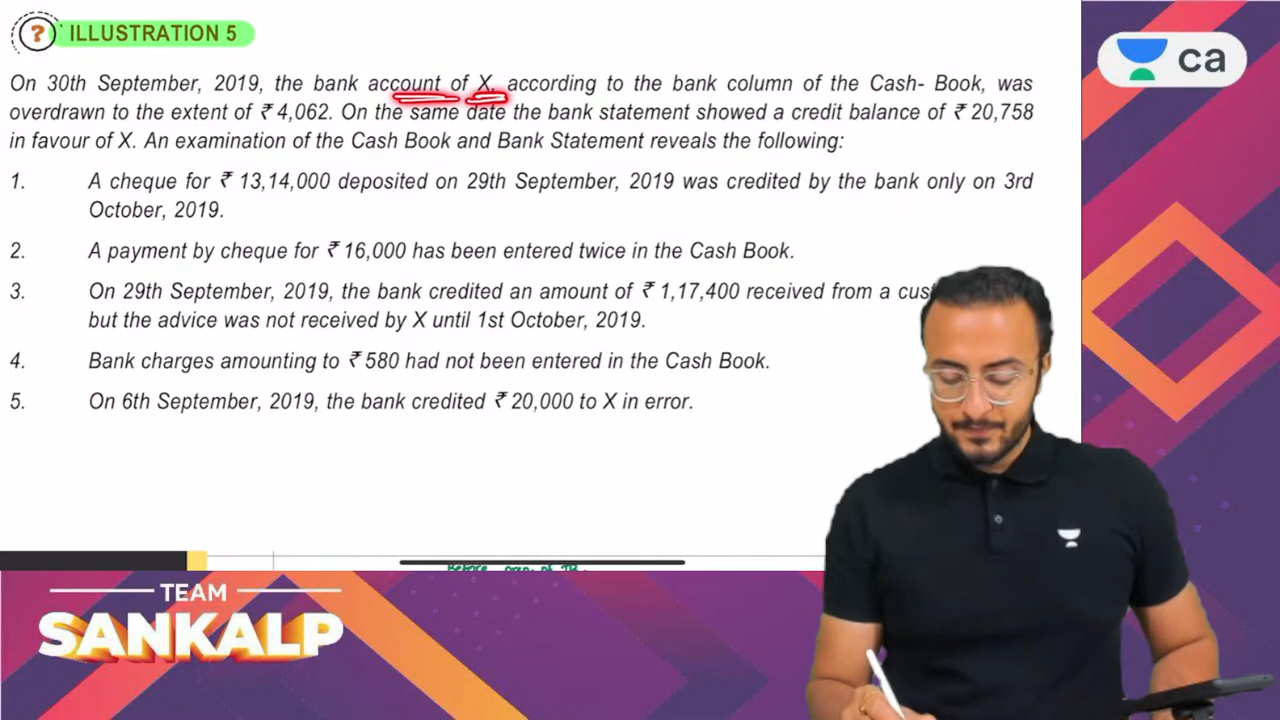 ? ILLUSTRATION 5
On 30th September, 2019, the bank account of X, according to the bank column of the Cash- Book, was
overdrawn to the extent of ₹ 4,062. On the same date the bank statement showed a credit balance of ₹ 20,758
in favour of X. An examination of the Cash Book and Bank Statement reveals the following:
1. A cheque for ₹ 13,14,000 deposited on 29th September, 2019 was credited by the bank only on 3rd
October, 2019.
2. A payment by cheque for ₹ 16,000 has been entered twice in the Cash Book.
3. On 29th September, 2019, the bank credited an amount of ₹ 1,17,400 received from a
but the advice was not received by X until 1st October, 2019.
4. Bank charges amounting to ₹ 580 had not been entered in the Cash Book.
5. On 6th September, 2019, the bank credited ₹ 20,000 to X in error.
ca
TEAM
SANKALP